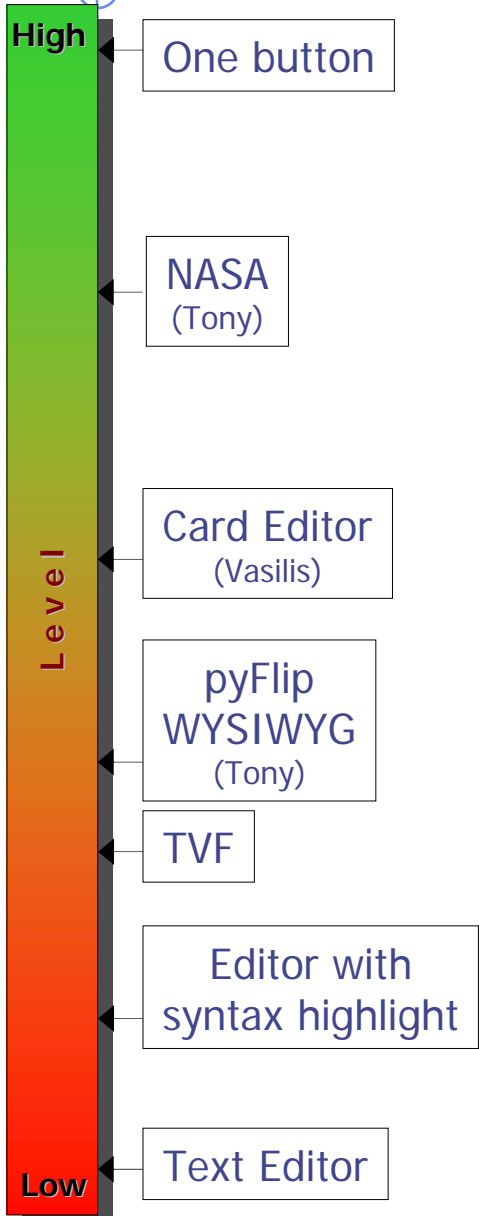 High
One button
NASA
(Tony)
Card Editor
(Vasilis)
Level
pyFlip
WYSIWYG
(Tony)
TVF
Editor with
syntax highlight
Text Editor
Low